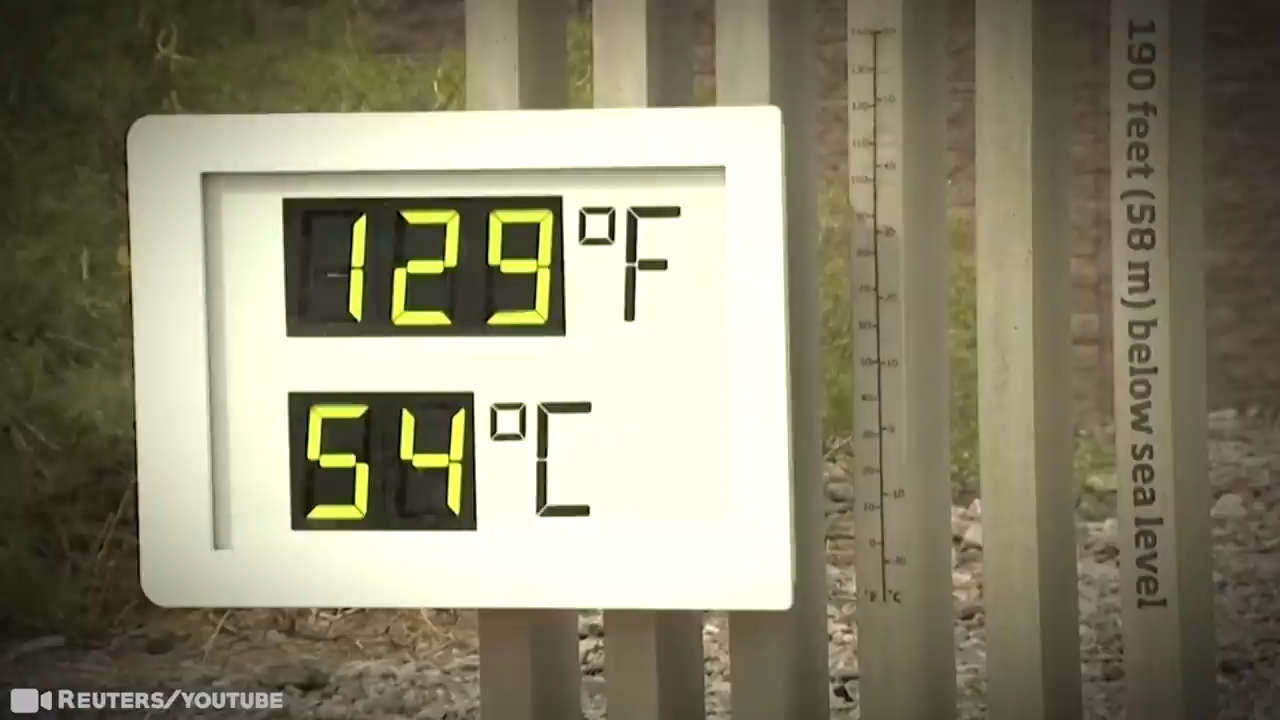 129 °F
54 °C
190 feet (58 m) below sea level
°F °C
REUTERS/YOUTUBE